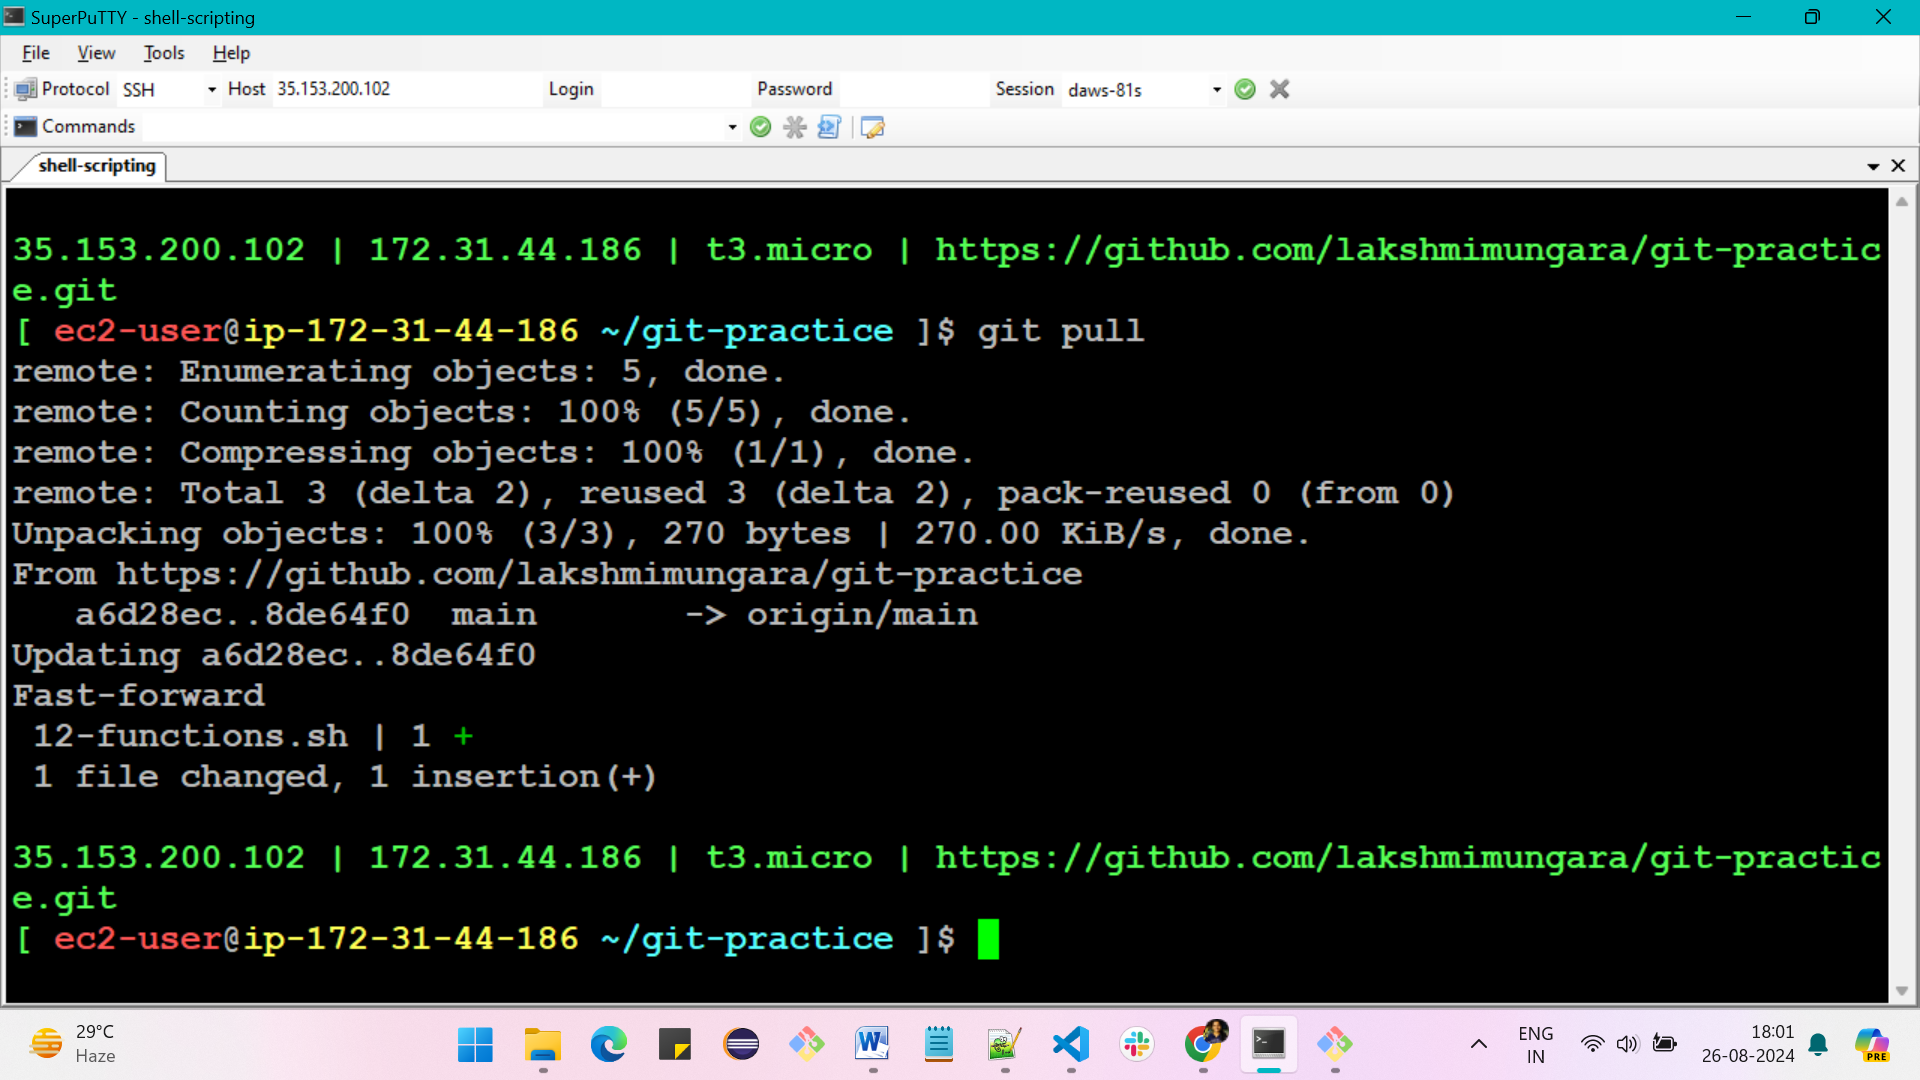 SuperPuTTY - shell-scripting
File View Tools Help
Protocol SSH Host 35.153.200.102 Login Password Session daws-81s
Commands
shell-scripting
35.153.200.102 | 172.31.44.186 | t3.micro | https://github.com/lakshmimungara/git-practic
e.git
[ ec2-user@ip-172-31-44-186 ~/git-practice ]$ git pull
remote: Enumerating objects: 5, done.
remote: Counting objects: 100% (5/5), done.
remote: Compressing objects: 100% (1/1), done.
remote: Total 3 (delta 2), reused 3 (delta 2), pack-reused 0 (from 0)
Unpacking objects: 100% (3/3), 270 bytes | 270.00 KiB/s, done.
From https://github.com/lakshmimungara/git-practice
   a6d28ec..8de64f0  main       -> origin/main
Updating a6d28ec..8de64f0
Fast-forward
 12-functions.sh | 1 +
 1 file changed, 1 insertion(+)
35.153.200.102 | 172.31.44.186 | t3.micro | https://github.com/lakshmimungara/git-practic
e.git
[ ec2-user@ip-172-31-44-186 ~/git-practice ]$
29°C
Haze
W
ENG
IN
18:01
26-08-2024
PRE